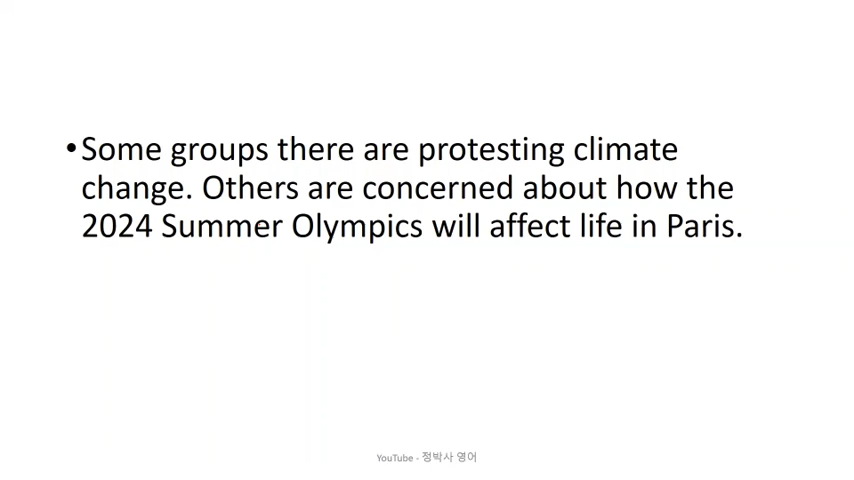 •Some groups there are protesting climate
change. Others are concerned about how the
2024 Summer Olympics will affect life in Paris.
YouTube - 정박사 영어